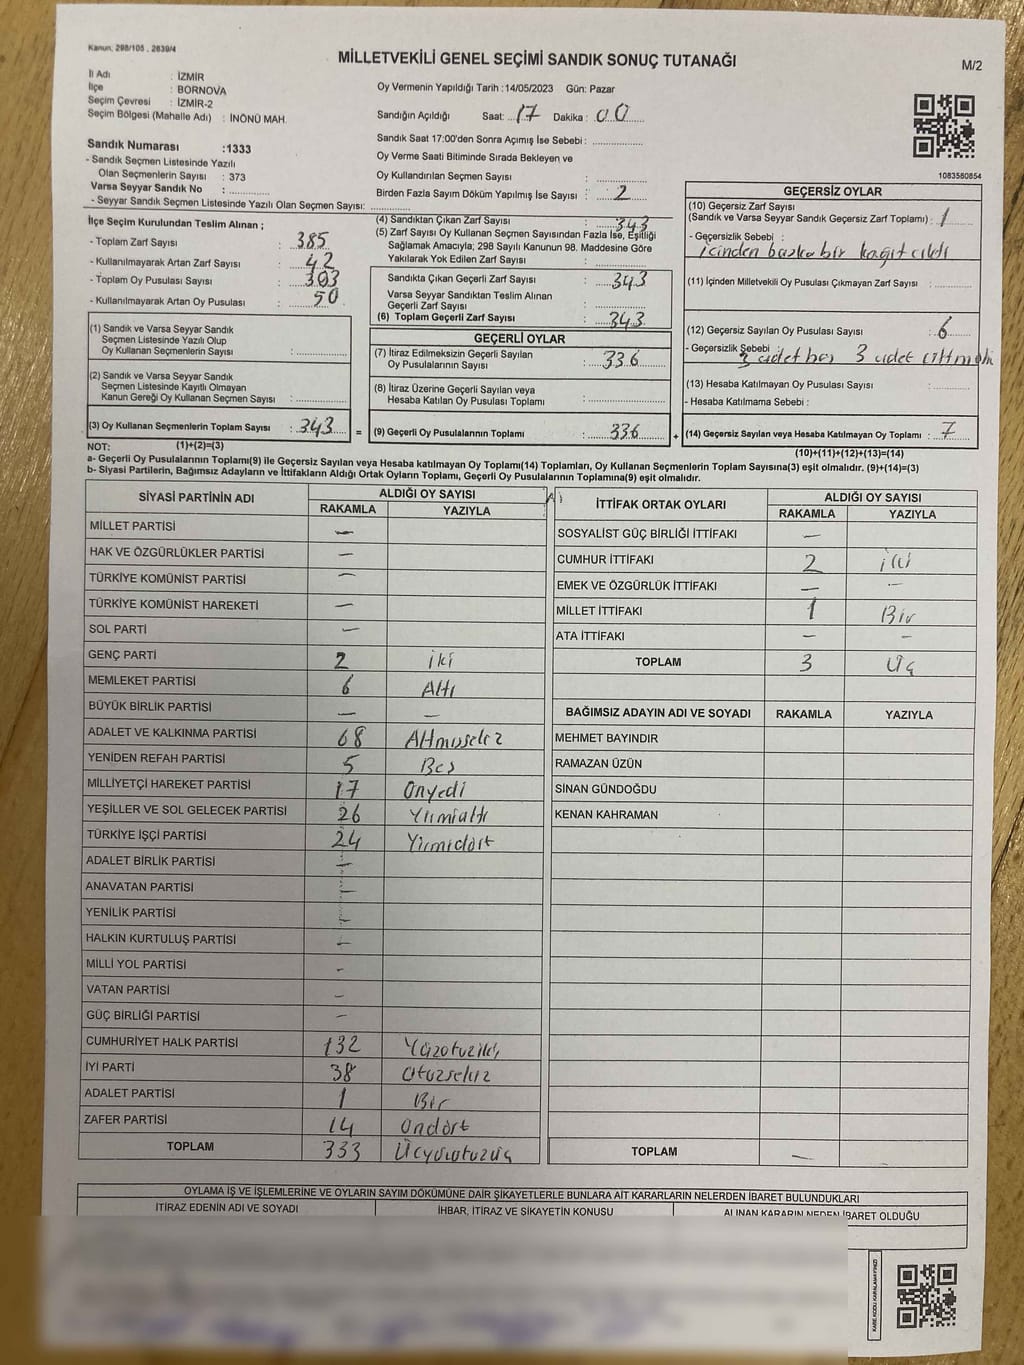 Kanun, 298/105 , 2839/4
MİLLETVEKİLİ GENEL SEÇİMİ SANDIK SONUÇ TUTANAĞI
M/2
İl Adı : İZMİR
İlçe : BORNOVA
Seçim Çevresi : İZMİR-2
Seçim Bölgesi (Mahalle Adı) : İNÖNÜ MAH.
Sandık Numarası :1333
- Sandık Seçmen Listesinde Yazılı
Olan Seçmenlerin Sayısı : 373
Varsa Seyyar Sandık No :
- Seyyar Sandık Seçmen Listesinde Yazılı Olan Seçmen Sayısı:
Oy Vermenin Yapıldığı Tarih : 14/05/2023 Gün: Pazar
Sandığın Açıldığı Saat: 17 Dakika : 00
Sandık Saat 17:00'den Sonra Açımış İse Sebebi :
Oy Verme Saati Bitiminde Sırada Bekleyen ve
Oy Kullandırılan Seçmen Sayısı :
Birden Fazla Sayım Döküm Yapılmış İse Sayısı : 2
1083580854
İlçe Seçim Kurulundan Teslim Alınan ;
- Toplam Zarf Sayısı : 385
- Kullanılmayarak Artan Zarf Sayısı : 42
- Toplam Oy Pusulası Sayısı : 393
- Kullanılmayarak Artan Oy Pusulası : 50
(1) Sandık ve Varsa Seyyar Sandık
Seçmen Listesinde Yazılı Olup
Oy Kullanan Seçmenlerin Sayısı :
(2) Sandık ve Varsa Seyyar Sandık
Seçmen Listesinde Kayıtlı Olmayan
Kanun Gereği Oy Kullanan Seçmen Sayısı :
(3) Oy Kullanan Seçmenlerin Toplam Sayısı : 343 =
(1)+(2)=(3)
(4) Sandıktan Çıkan Zarf Sayısı : 343
(5) Zarf Sayısı Oy Kullanan Seçmen Sayısından Fazla İse, Eşitliği
Sağlamak Amacıyla; 298 Sayılı Kanunun 98. Maddesine Göre
Yakılarak Yok Edilen Zarf Sayısı :
Sandıkta Çıkan Geçerli Zarf Sayısı : 343
Varsa Seyyar Sandıktan Teslim Alınan
Geçerli Zarf Sayısı :
(6) Toplam Geçerli Zarf Sayısı : 343
GEÇERLİ OYLAR
(7) İtiraz Edilmeksizin Geçerli Sayılan
Oy Pusulalarının Sayısı : 336
(8) İtiraz Üzerine Geçerli Sayılan veya
Hesaba Katılan Oy Pusulası Toplamı :
(9) Geçerli Oy Pusulalarının Toplamı : 336 +
GEÇERSİZ OYLAR
(10) Geçersiz Zarf Sayısı
(Sandık ve Varsa Seyyar Sandık Geçersiz Zarf Toplamı) : 1
- Geçersizlik Sebebi :
içinden başka bir kağıt çıktı
(11) İçinden Milletvekili Oy Pusulası Çıkmayan Zarf Sayısı :
(12) Geçersiz Sayılan Oy Pusulası Sayısı : 6
- Geçersizlik Sebebi : 3 adet boş 3 adet
(13) Hesaba Katılmayan Oy Pusulası Sayısı :
- Hesaba Katılmama Sebebi :
(14) Geçersiz Sayılan veya Hesaba Katılmayan Oy Toplamı : 7
(10)+(11)+(12)+(13)=(14)
NOT:
a- Geçerli Oy Pusulalarının Toplamı(9) ile Geçersiz Sayılan veya Hesaba katılmayan Oy Toplamı(14) Toplamları, Oy Kullanan Seçmenlerin Toplam Sayısına(3) eşit olmalıdır. (9)+(14)=(3)
b- Siyasi Partilerin, Bağımsız Adayların ve İttifakların Aldığı Ortak Oyların Toplamı, Geçerli Oy Pusulalarının Toplamına(9) eşit olmalıdır.
SİYASİ PARTİNİN ADI ALDIĞI OY SAYISI
RAKAMLA YAZIYLA
MİLLET PARTİSİ —
HAK VE ÖZGÜRLÜKLER PARTİSİ —
TÜRKİYE KOMÜNİST PARTİSİ —
TÜRKİYE KOMÜNİST HAREKETİ —
SOL PARTİ —
GENÇ PARTİ 2 iki
MEMLEKET PARTİSİ 6 Altı
BÜYÜK BİRLİK PARTİSİ — —
ADALET VE KALKINMA PARTİSİ 68 Atmışsekiz
YENİDEN REFAH PARTİSİ 5 Beş
MİLLİYETÇİ HAREKET PARTİSİ 17 Onyedi
YEŞİLLER VE SOL GELECEK PARTİSİ 26 Yirmialtı
TÜRKİYE İŞÇİ PARTİSİ 24 Yirmidört
ADALET BİRLİK PARTİSİ —
ANAVATAN PARTİSİ —
YENİLİK PARTİSİ —
HALKIN KURTULUŞ PARTİSİ —
MİLLİ YOL PARTİSİ -
VATAN PARTİSİ -
GÜÇ BİRLİĞİ PARTİSİ -
CUMHURİYET HALK PARTİSİ 132 Yüzotuziki
İYİ PARTİ 38 Otuzsekiz
ADALET PARTİSİ 1 Bir
ZAFER PARTİSİ 14 Ondört
TOPLAM 333 Üçyüzotuzüç
İTTİFAK ORTAK OYLARI ALDIĞI OY SAYISI
RAKAMLA YAZIYLA
SOSYALİST GÜÇ BİRLİĞİ İTTİFAKI —
CUMHUR İTTİFAKI 2 iki
EMEK VE ÖZGÜRLÜK İTTİFAKI — —
MİLLET İTTİFAKI 1 Bir
ATA İTTİFAKI — —
TOPLAM 3 Üç
BAĞIMSIZ ADAYIN ADI VE SOYADI RAKAMLA YAZIYLA
MEHMET BAYINDIR
RAMAZAN ÜZÜN
SİNAN GÜNDOĞDU
KENAN KAHRAMAN
TOPLAM —
OYLAMA İŞ VE İŞLEMLERİNE VE OYLARIN SAYIM DÖKÜMÜNE DAİR ŞİKAYETLERLE BUNLARA AİT KARARLARIN NELERDEN İBARET BULUNDUKLARI
İTİRAZ EDENİN ADI VE SOYADI İHBAR, İTİRAZ VE ŞİKAYETİN KONUSU ALINAN KARARIN NEDEN İBARET OLDUĞU
KARE KODU KARALAMAYINIZ!